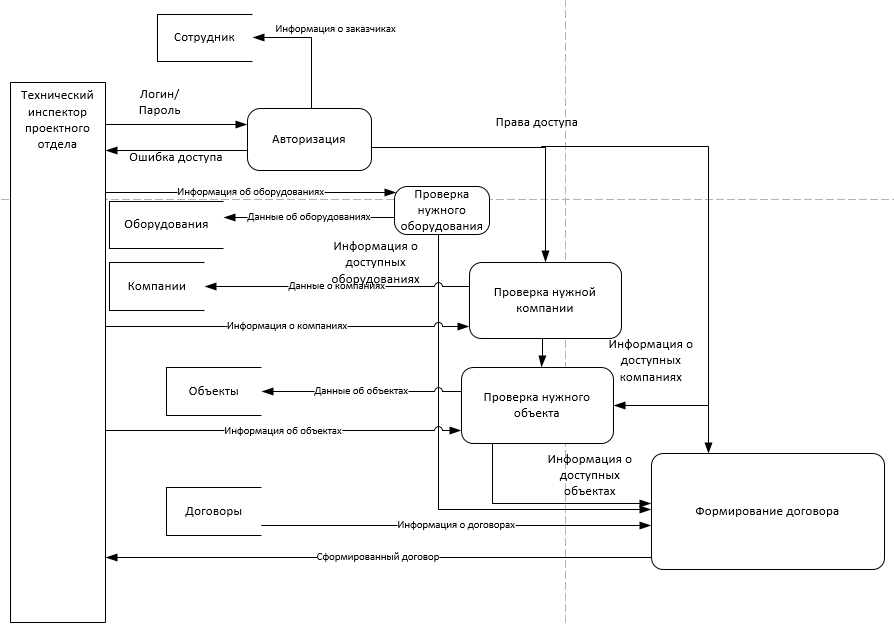 Сотрудник
Информация о заказчиках
Технический
инспектор
проектного
отдела
Логин/
Пароль
Авторизация
Права доступа
Ошибка доступа
Информация об оборудованиях
Проверка
нужного
оборудования
Оборудования
Данные об оборудованиях
Информация о
доступных
оборудованиях
Компании
Данные о компаниях
Проверка нужной
компании
Информация о компаниях
Информация о
доступных
компаниях
Объекты
Данные об объектах
Проверка нужного
объекта
Информация об объектах
Информация о
доступных
объектах
Договоры
Информация о договорах
Формирование договора
Сформированный договор